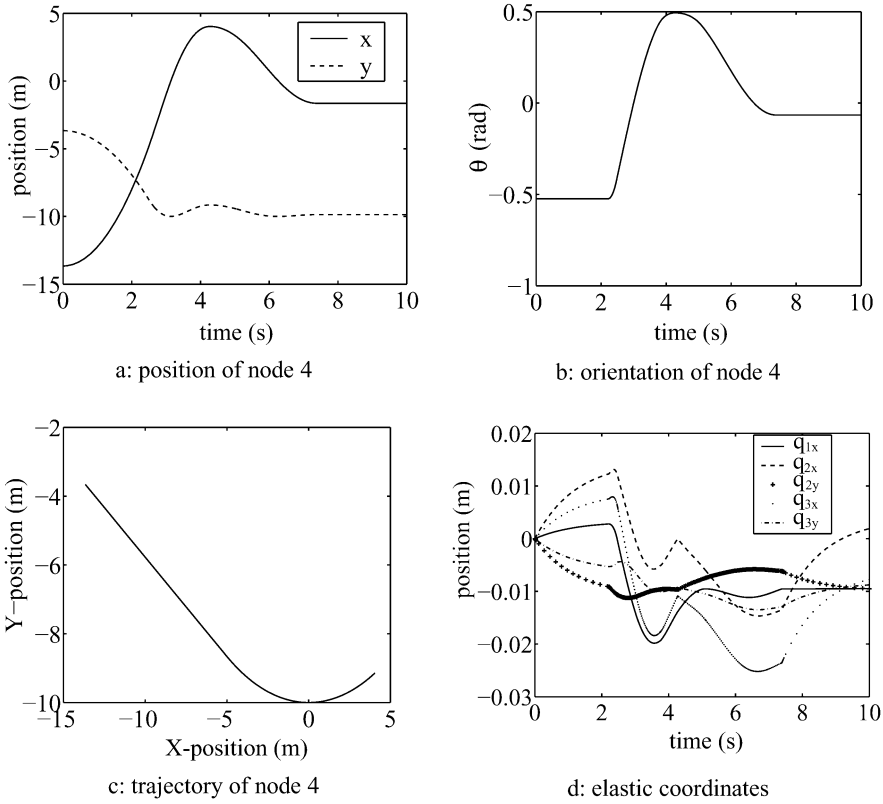 5
0
−5
−10
−15
0 2 4 6 8 10
position (m)
time (s)
x
y
a: position of node 4
0.5
0
−0.5
−1
0 2 4 6 8 10
θ (rad)
time (s)
b: orientation of node 4
−2
−4
−6
−8
−10
−15 −10 −5 0 5
Y−position (m)
X-position (m)
c: trajectory of node 4
0.02
0.01
0
−0.01
−0.02
−0.03
0 2 4 6 8 10
position (m)
time (s)
q1x
q2x
q2y
q3x
q3y
d: elastic coordinates